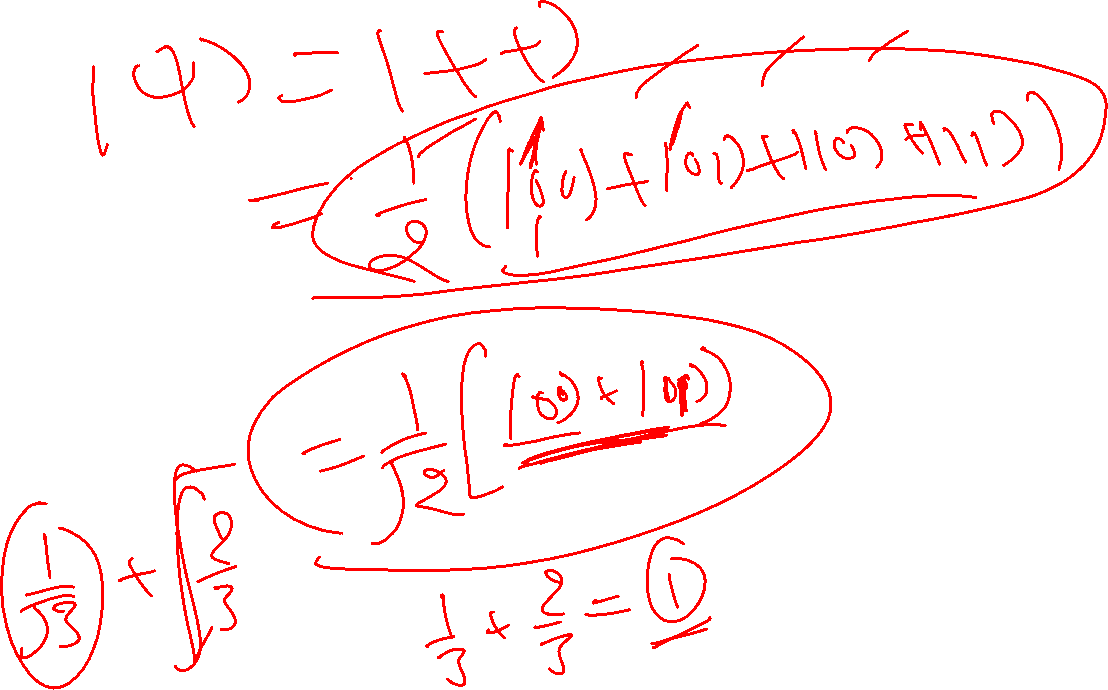 |ψ⟩ = |++⟩
= 1/2 (|00⟩ + |01⟩ + |10⟩ + |11⟩)
= 1/√2 [|00⟩ + |01⟩)
1/√3 + √2/3
1/3 + 2/3 = 1